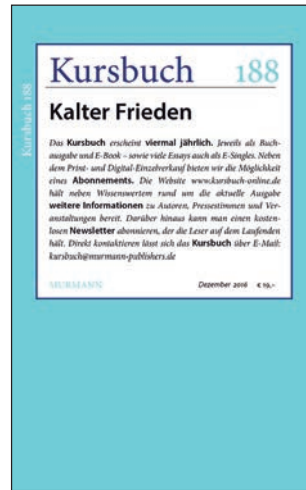 Kursbuch 188
Kursbuch 188
Kalter Frieden
Das Kursbuch erscheint viermal jährlich. Jeweils als Buch-
ausgabe und E-Book – sowie viele Essays auch als E-Singles. Neben
dem Print- und Digital-Einzelverkauf bieten wir die Möglichkeit
eines Abonnements. Die Website www.kursbuch-online.de
hält neben Wissenswertem rund um die aktuelle Ausgabe
weitere Informationen zu Autoren, Pressestimmen und Ver-
anstaltungen bereit. Darüber hinaus kann man einen kosten-
losen Newsletter abonnieren, der die Leser auf dem Laufenden
hält. Direkt kontaktieren lässt sich das Kursbuch über E-Mail:
kursbuch@murmann-publishers.de
MURMANN Dezember 2016 € 19,–